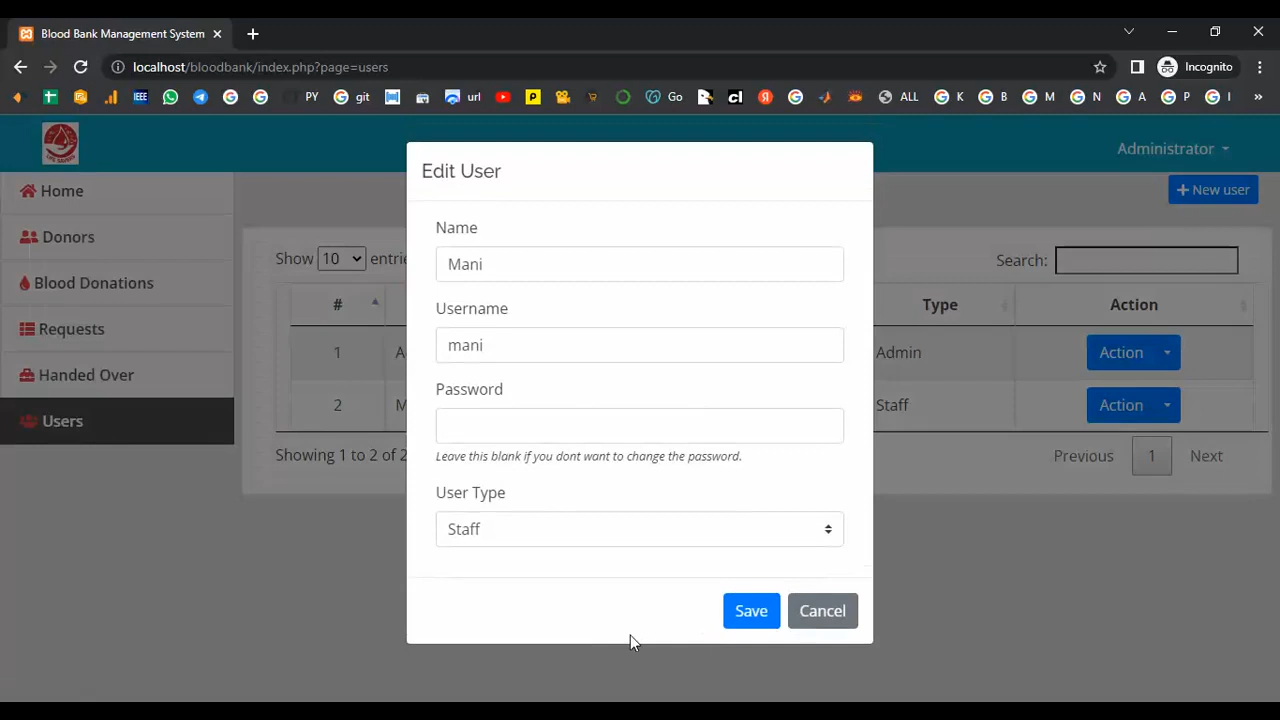 Blood Bank Management System
localhost/bloodbank/index.php?page=users
Incognito
IEEE PY git url Go ALL K B M N A P I »
Administrator
Edit User
Home
New user
Name
Donors
Show 10 entrie
Mani
Search:
Blood Donations
# Type Action
Username
Requests
mani
1 A Admin Action
Handed Over
Password
2 M Staff Action
Users
Showing 1 to 2 of 2
Previous 1 Next
Leave this blank if you dont want to change the password.
User Type
Staff
Save Cancel